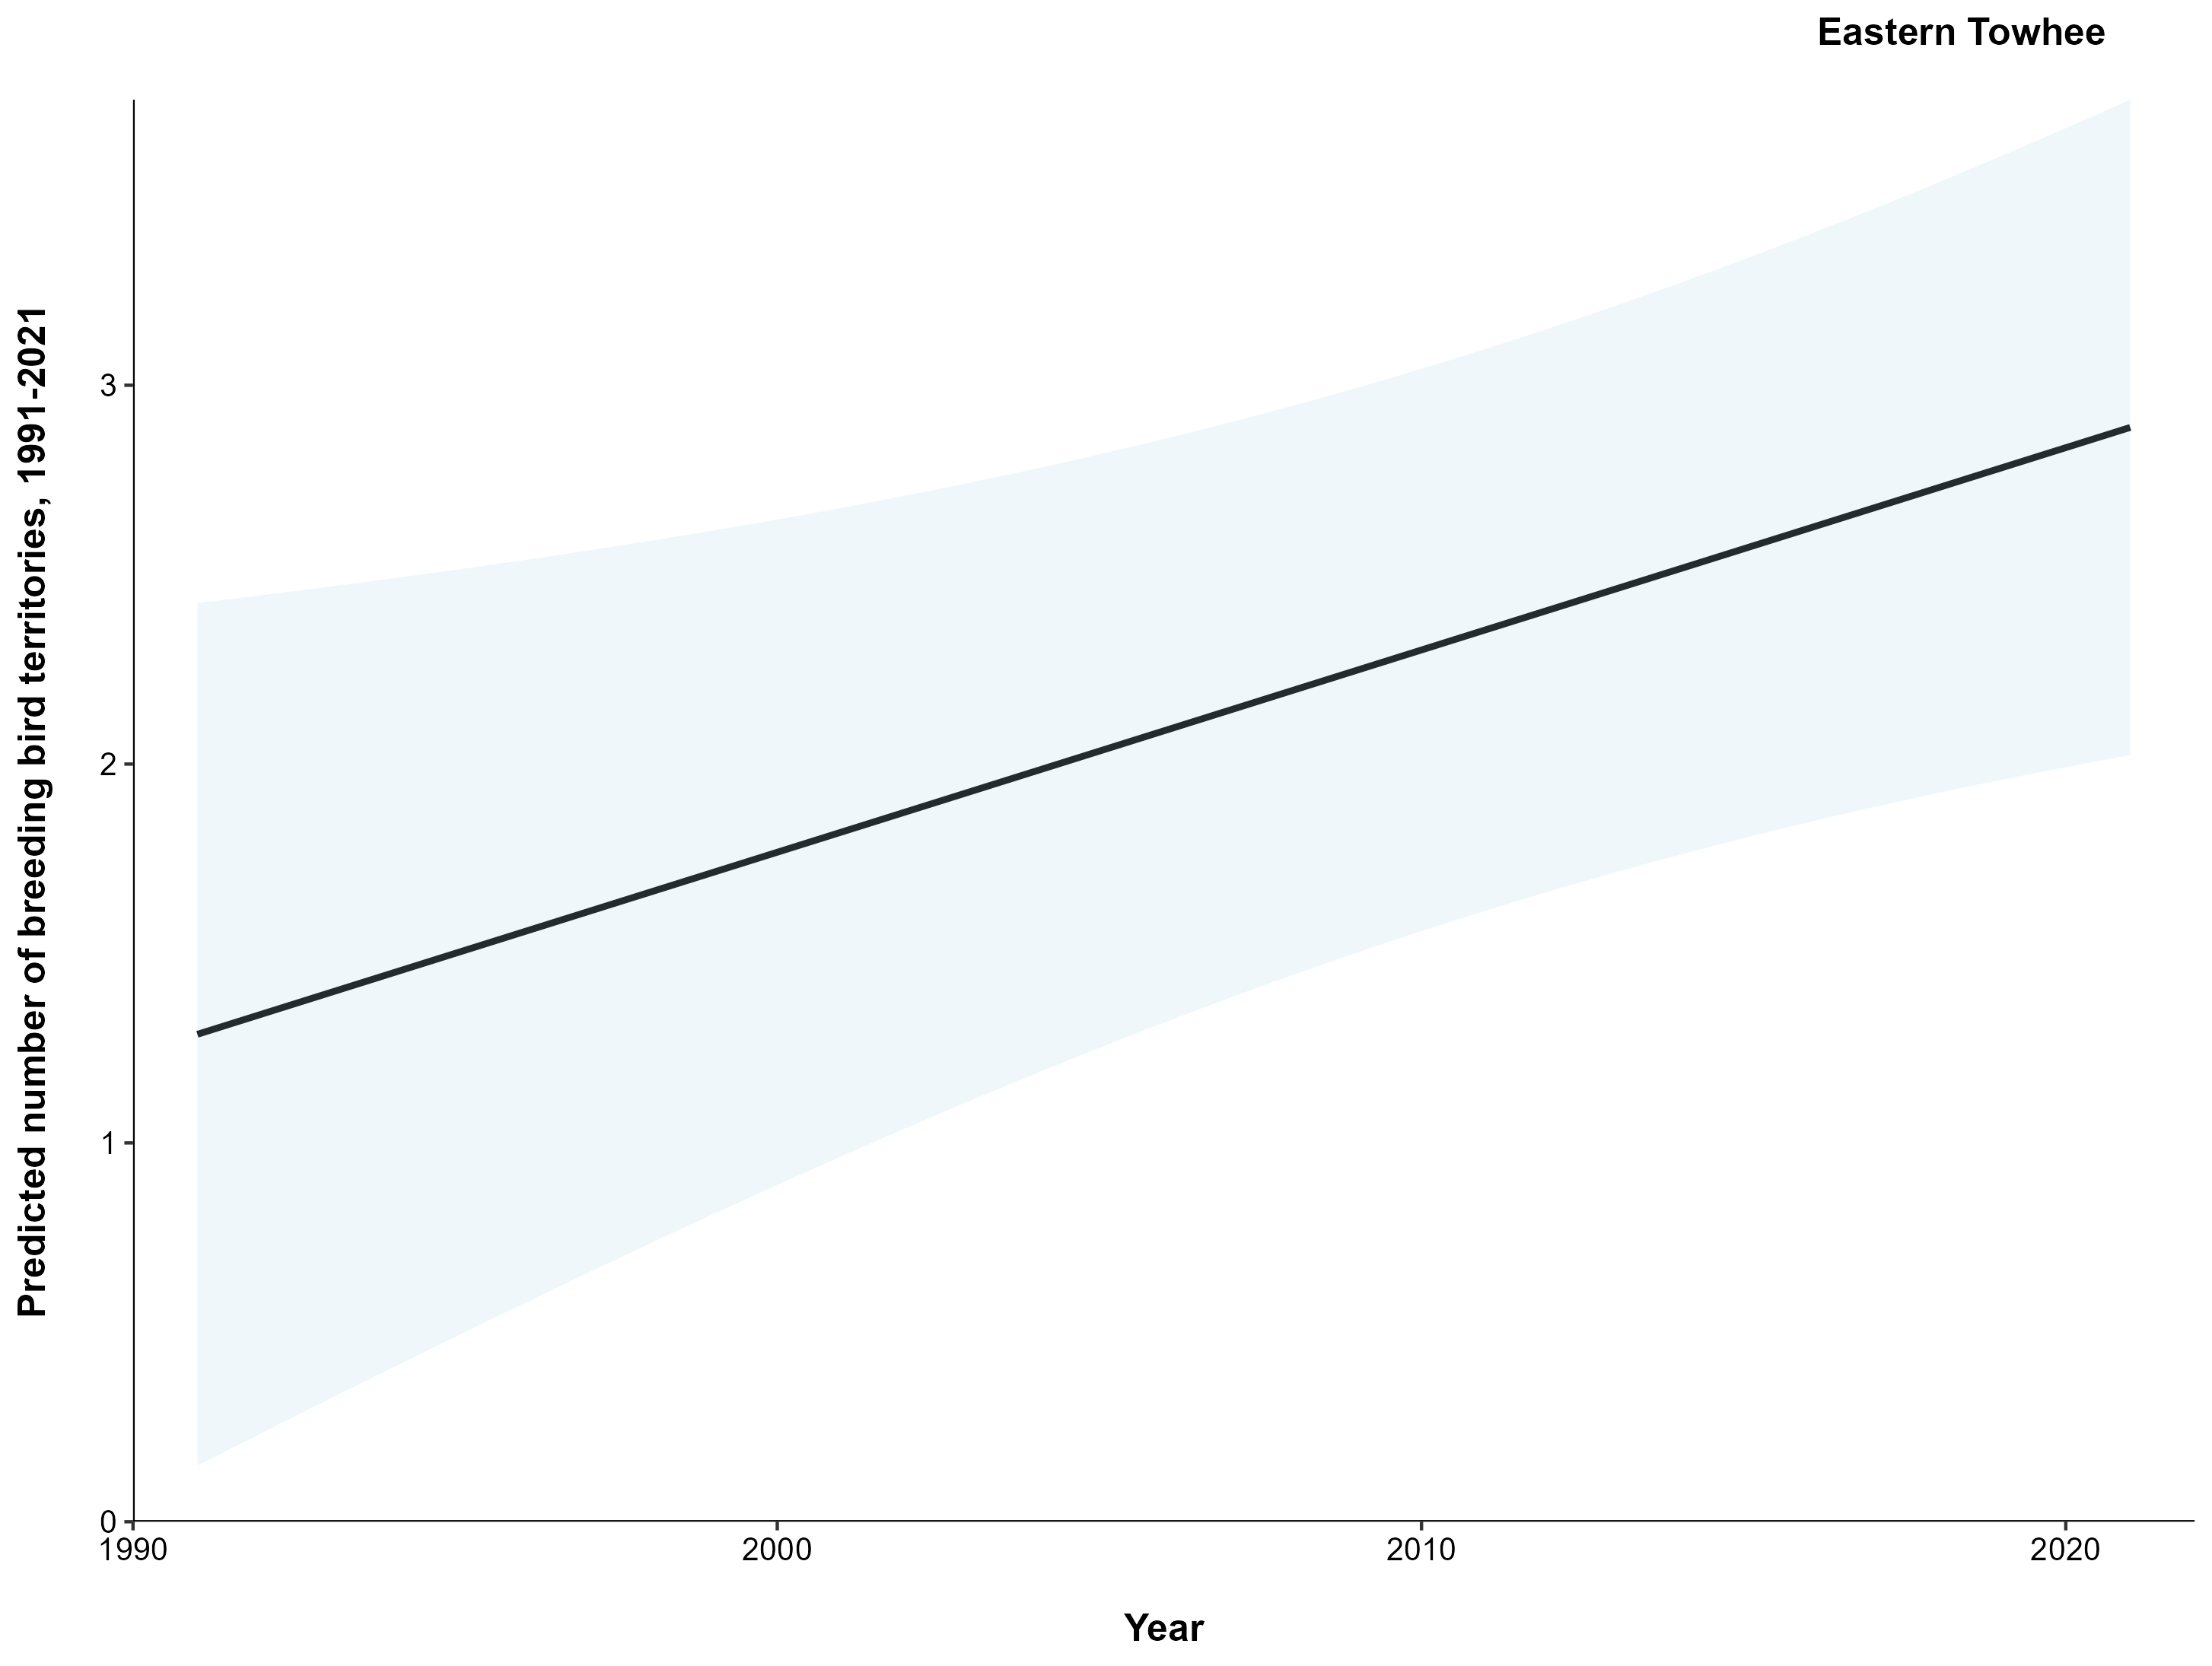 Eastern Towhee
Predicted number of breeding bird territories, 1991-2021
3
2
1
0
1990
2000
2010
2020
Year